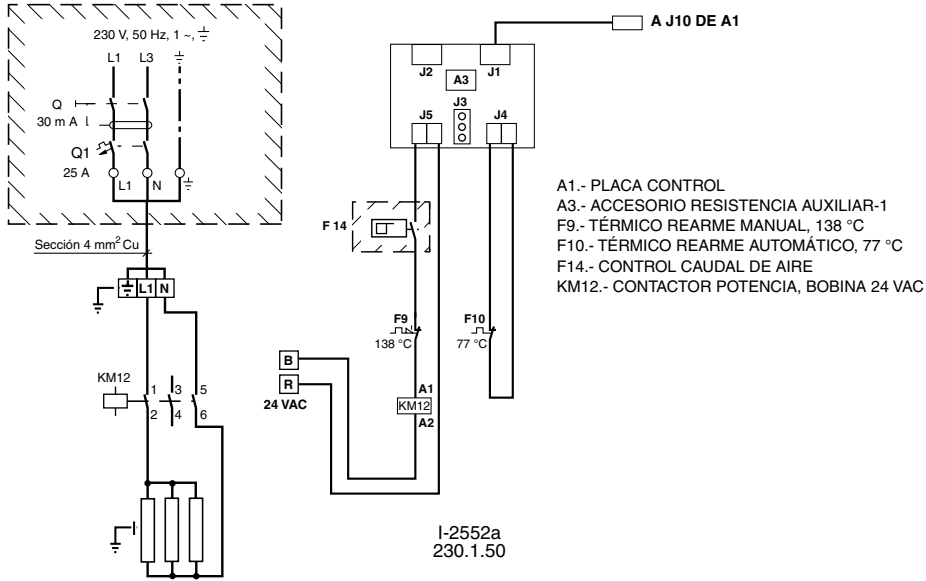 230 V, 50 Hz, 1 ~,
L1 L3
Q
30 m A I
Q1
25 A
L1 N
Sección 4 mm² Cu
L1 N
KM12
1 3 5
2 4 6
A J10 DE A1
J2 J1
A3
J3
J5 J4
F 14
F9
138 °C
F10
77 °C
B
R
24 VAC
A1
KM12
A2
I-2552a
230.1.50
A1.- PLACA CONTROL
A3.- ACCESORIO RESISTENCIA AUXILIAR-1
F9.- TÉRMICO REARME MANUAL, 138 °C
F10.- TÉRMICO REARME AUTOMÁTICO, 77 °C
F14.- CONTROL CAUDAL DE AIRE
KM12.- CONTACTOR POTENCIA, BOBINA 24 VAC